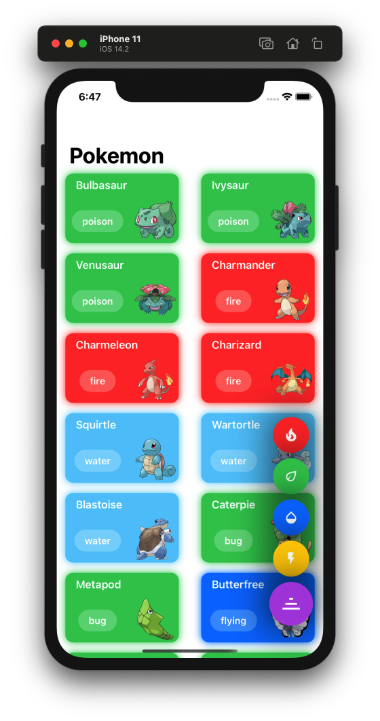 iPhone 11
iOS 14.2
6:47
Pokemon
Bulbasaur
Ivysaur
poison
poison
Venusaur
Charmander
poison
fire
Charmeleon
Charizard
fire
fire
Squirtle
Wartortle
water
water
Blastoise
Caterpie
water
bug
Metapod
Butterfree
bug
flying